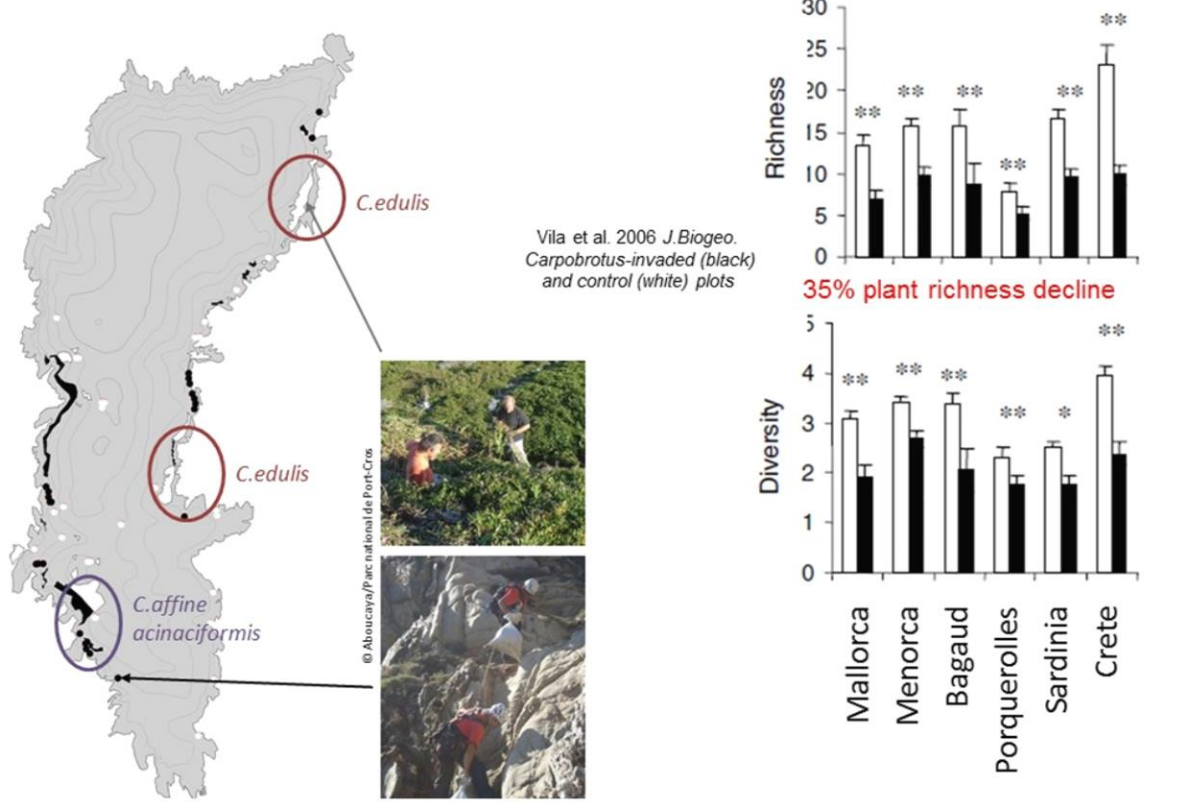 C.edulis
C.edulis
C.affine
acinaciformis
© Aboucaya/Parc national de Port-Cros
Vila et al. 2006 J.Biogeo.
Carpobrotus-invaded (black)
and control (white) plots
Richness
30
25
20
15
10
5
0
**
**
**
**
**
**
35% plant richness decline
Diversity
5
4
3
2
1
0
**
**
**
**
*
**
Mallorca
Menorca
Bagaud
Porquerolles
Sardinia
Crete